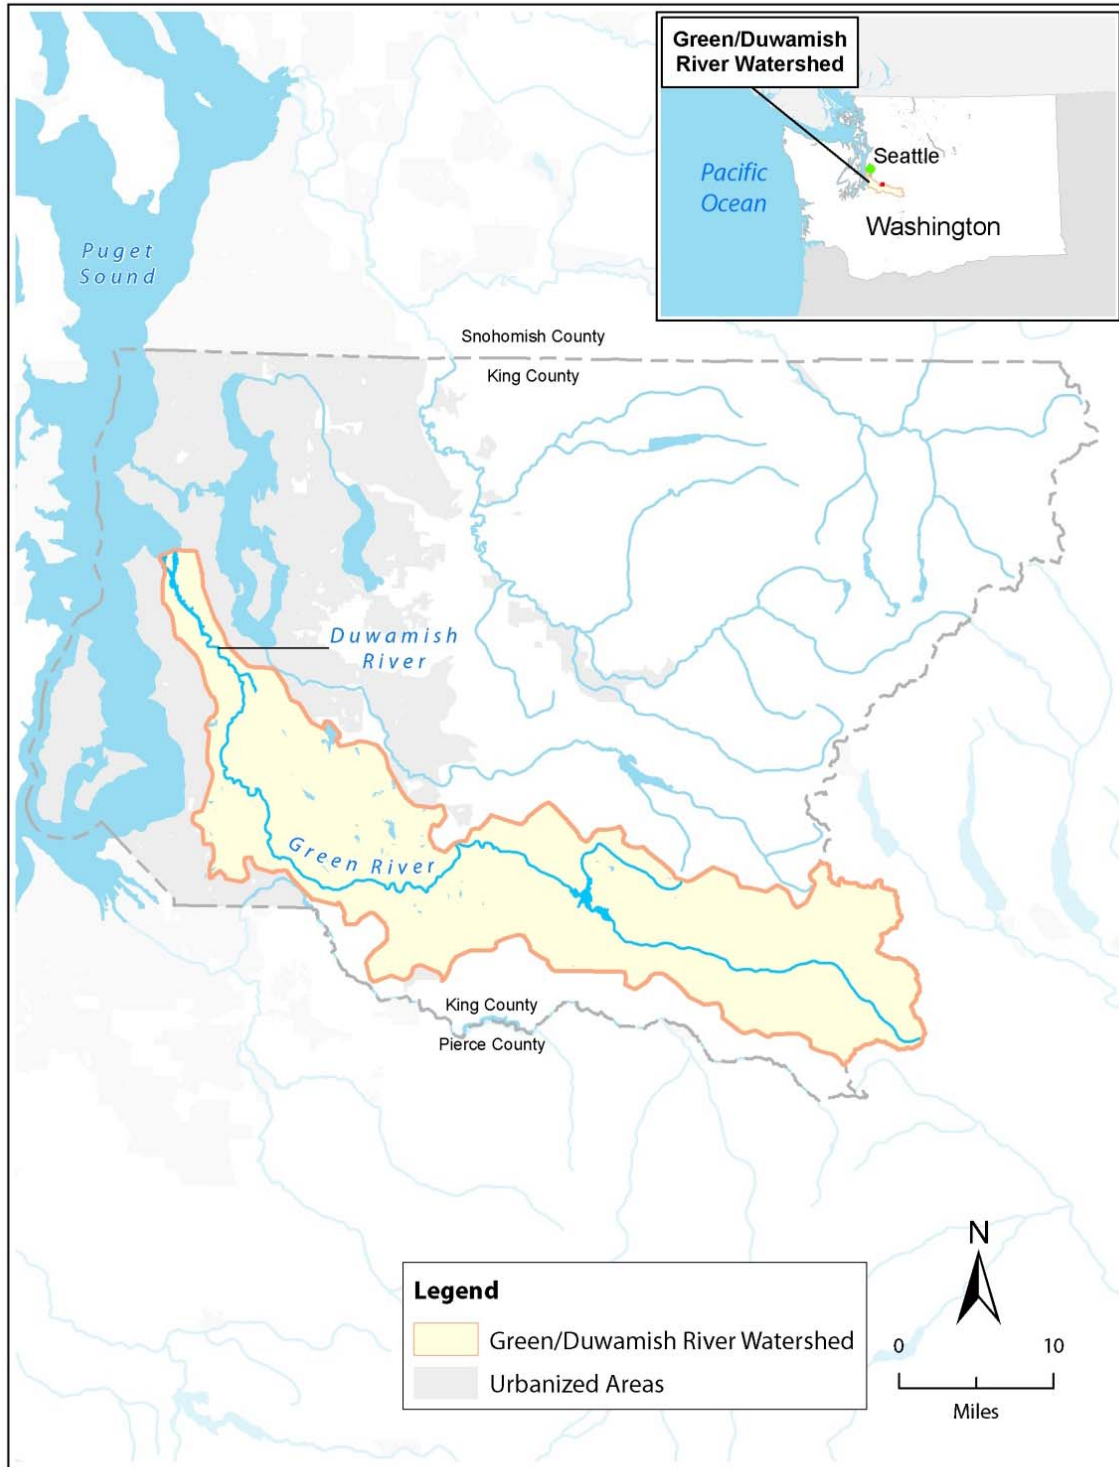 Green/Duwamish
River Watershed
Seattle
Pacific
Ocean
Washington
Puget
Sound
Snohomish County
King County
Duwamish
River
Green River
King County
Pierce County
N
Legend
Green/Duwamish River Watershed
Urbanized Areas
0 10
Miles